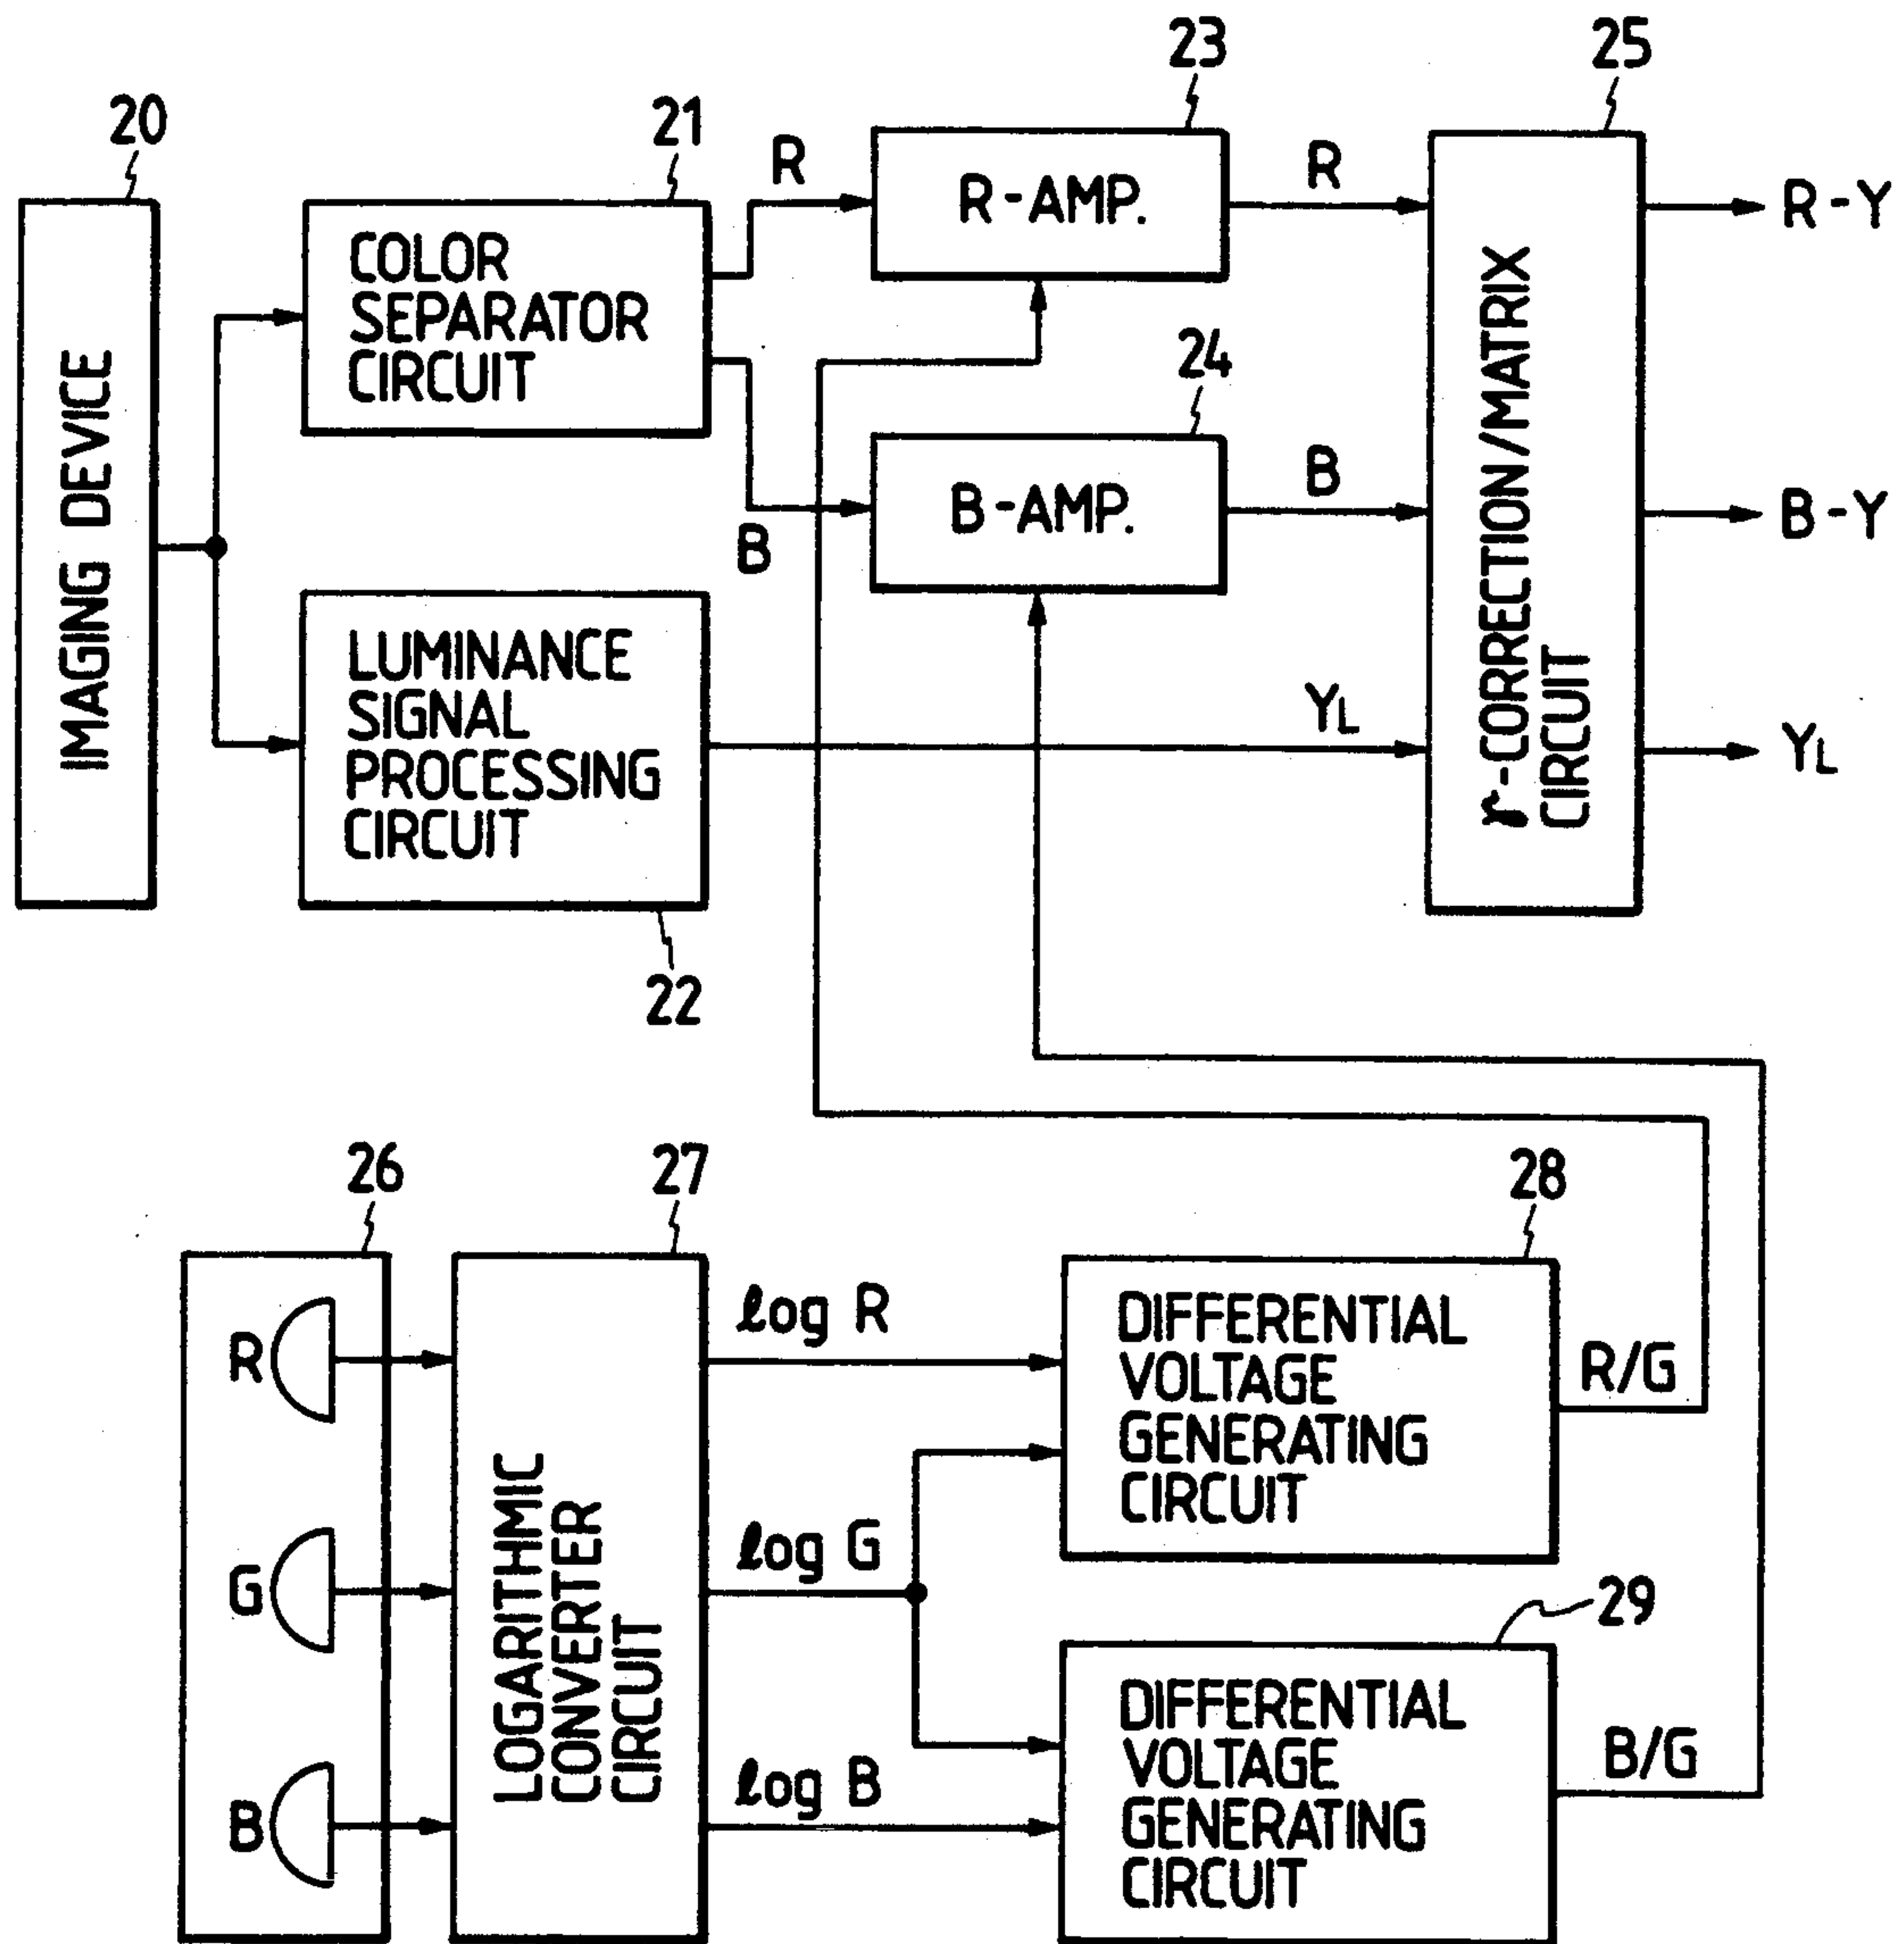 20
IMAGING DEVICE
21
COLOR
SEPARATOR
CIRCUIT
LUMINANCE
SIGNAL
PROCESSING
CIRCUIT
22
R
B
23
R-AMP.
24
B-AMP.
R
B
YL
25
γ-CORRECTION/MATRIX
CIRCUIT
R-Y
B-Y
YL
26
R
G
B
27
LOGARITHMIC
CONVERTER
CIRCUIT
log R
log G
log B
28
DIFFERENTIAL
VOLTAGE
GENERATING
CIRCUIT
R/G
29
DIFFERENTIAL
VOLTAGE
GENERATING
CIRCUIT
B/G